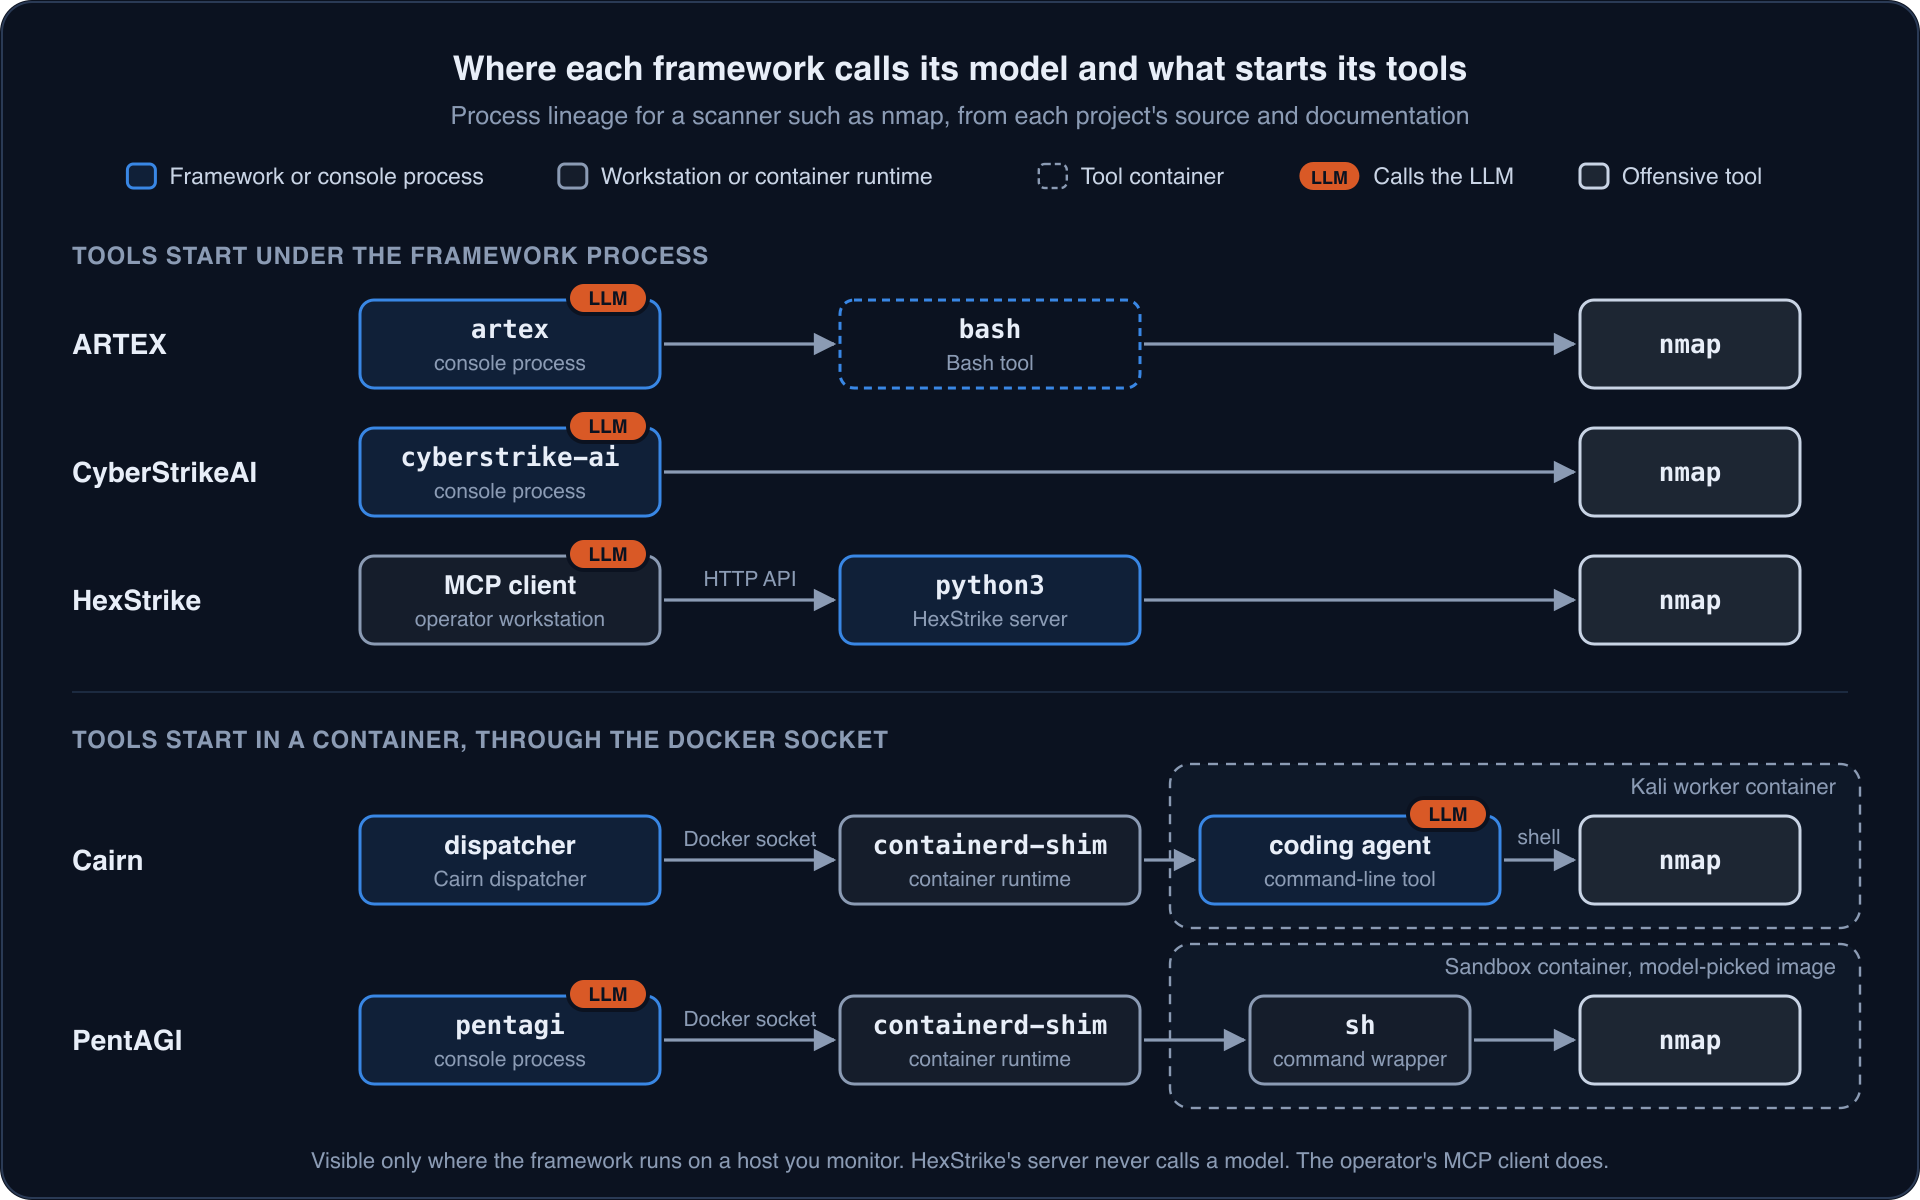 Where each framework calls its model and what starts its tools
Process lineage for a scanner such as nmap, from each project's source and documentation
Framework or console process
Workstation or container runtime
Tool container
LLM
Calls the LLM
Offensive tool
TOOLS START UNDER THE FRAMEWORK PROCESS
ARTEX
LLM
artex
console process
bash
Bash tool
nmap
CyberStrikeAI
LLM
cyberstrike-ai
console process
nmap
HexStrike
LLM
MCP client
operator workstation
HTTP API
python3
HexStrike server
nmap
TOOLS START IN A CONTAINER, THROUGH THE DOCKER SOCKET
Cairn
dispatcher
Cairn dispatcher
Docker socket
containerd-shim
container runtime
Kali worker container
LLM
coding agent
command-line tool
shell
nmap
PentAGI
LLM
pentagi
console process
Docker socket
containerd-shim
container runtime
Sandbox container, model-picked image
sh
command wrapper
nmap
Visible only where the framework runs on a host you monitor. HexStrike's server never calls a model. The operator's MCP client does.